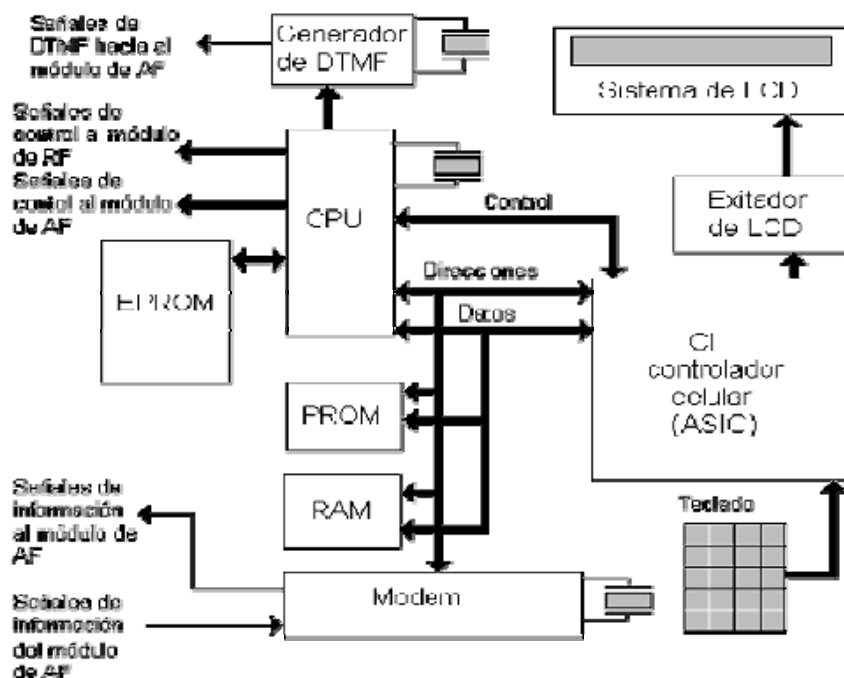 Señales de
DTMF hacia el
módulo de AF
Generador
de DTMF
Sistema de LCD
Señales de
control a módulo
de RF
Señales de
control al módulo
de AF
CPU
Control
Exitador
de LCD
EPROM
Direcciones
Datos
CI
controlador
celular
(ASIC)
PROM
RAM
Señales de
información
al módulo de
AF
Teclado
Modem
Señales de
información
del módulo
de AF